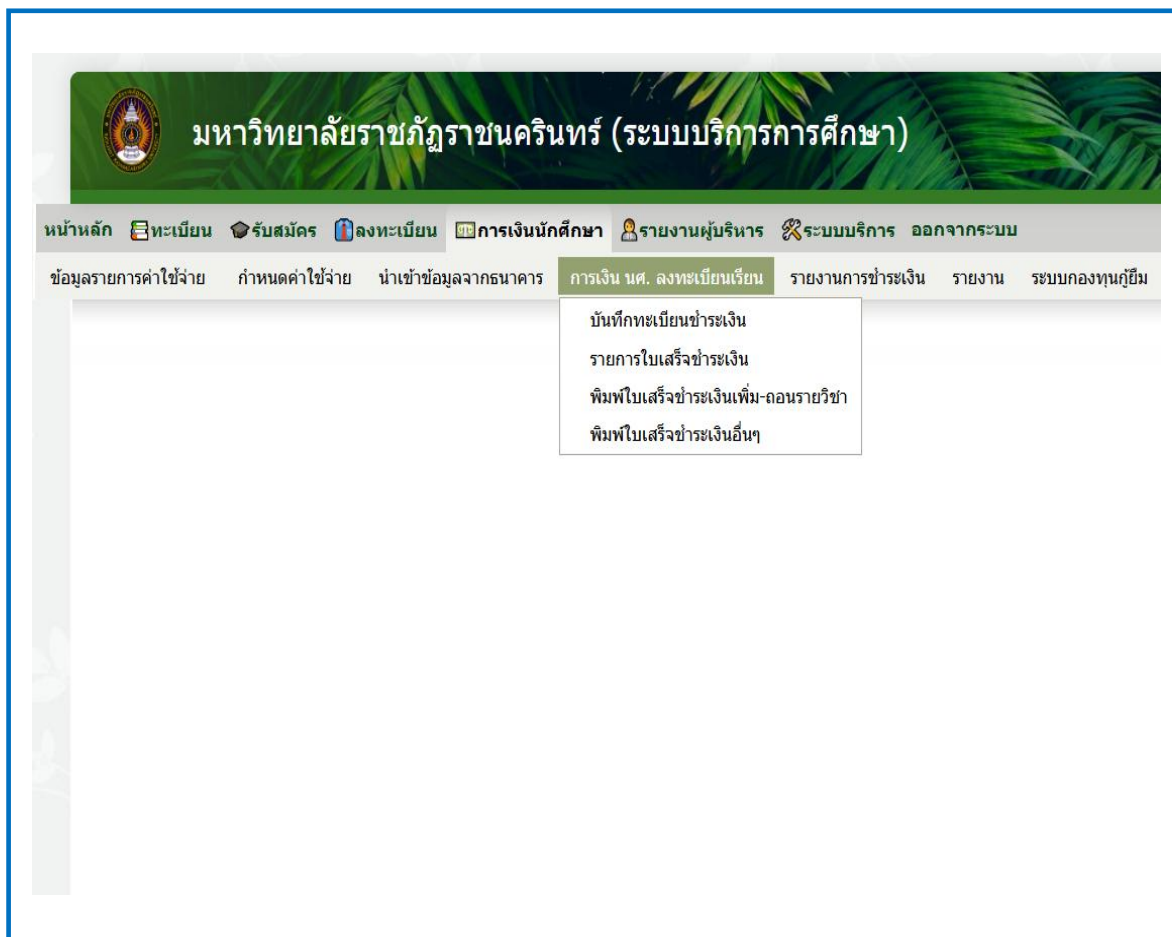 มหาวิทยาลัยราชภัฏราชนครินทร์ (ระบบบริการการศึกษา)
หน้าหลัก ทะเบียน รับสมัคร ลงทะเบียน การเงินนักศึกษา รายงานผู้บริหาร ระบบบริการ ออกจากระบบ
ข้อมูลรายการค่าใช้จ่าย กำหนดค่าใช้จ่าย นำเข้าข้อมูลจากธนาคาร การเงิน นศ. ลงทะเบียนเรียน รายงานการชำระเงิน รายงาน ระบบกองทุนกู้ยืม
บันทึกทะเบียนชำระเงิน
รายการใบเสร็จชำระเงิน
พิมพ์ใบเสร็จชำระเงินเพิ่ม-ถอนรายวิชา
พิมพ์ใบเสร็จชำระเงินอื่นๆ